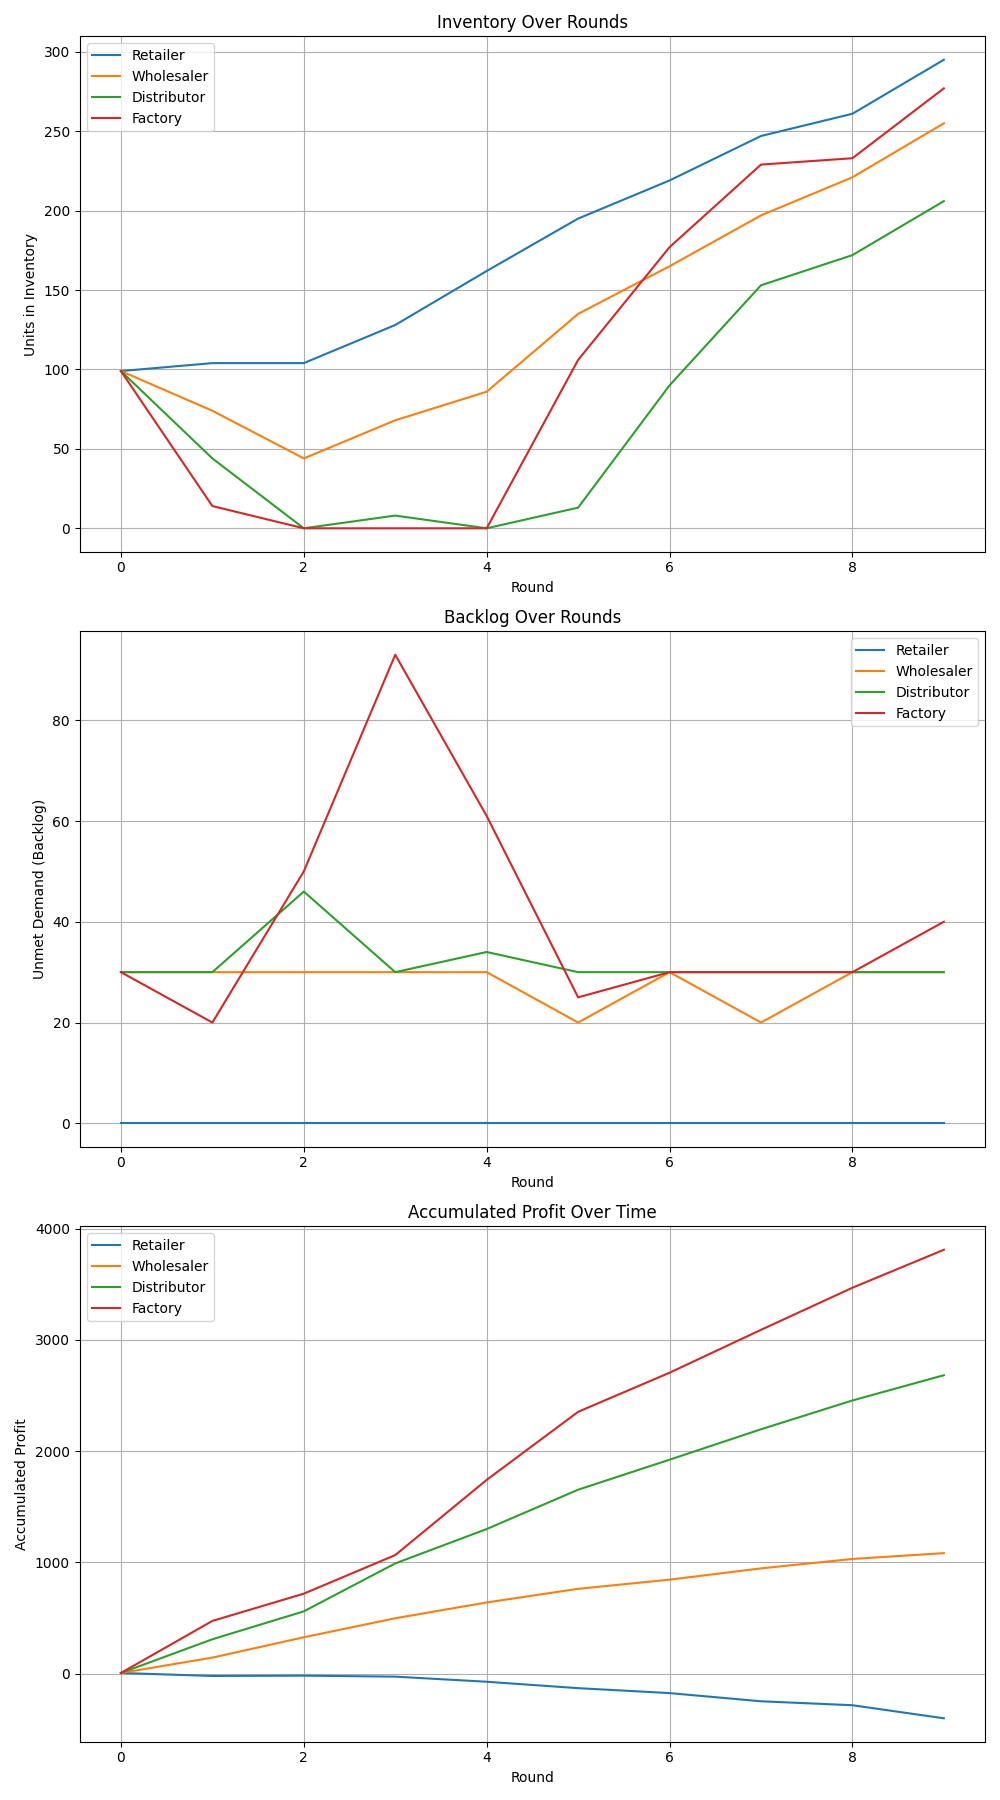 Inventory Over Rounds
Retailer
Wholesaler
Distributor
Factory
300
250
200
150
100
50
0
Units in Inventory
0 2 4 6 8
Round
Backlog Over Rounds
Retailer
Wholesaler
Distributor
Factory
80
60
40
20
0
Unmet Demand (Backlog)
0 2 4 6 8
Round
Accumulated Profit Over Time
Retailer
Wholesaler
Distributor
Factory
4000
3000
2000
1000
0
Accumulated Profit
0 2 4 6 8
Round